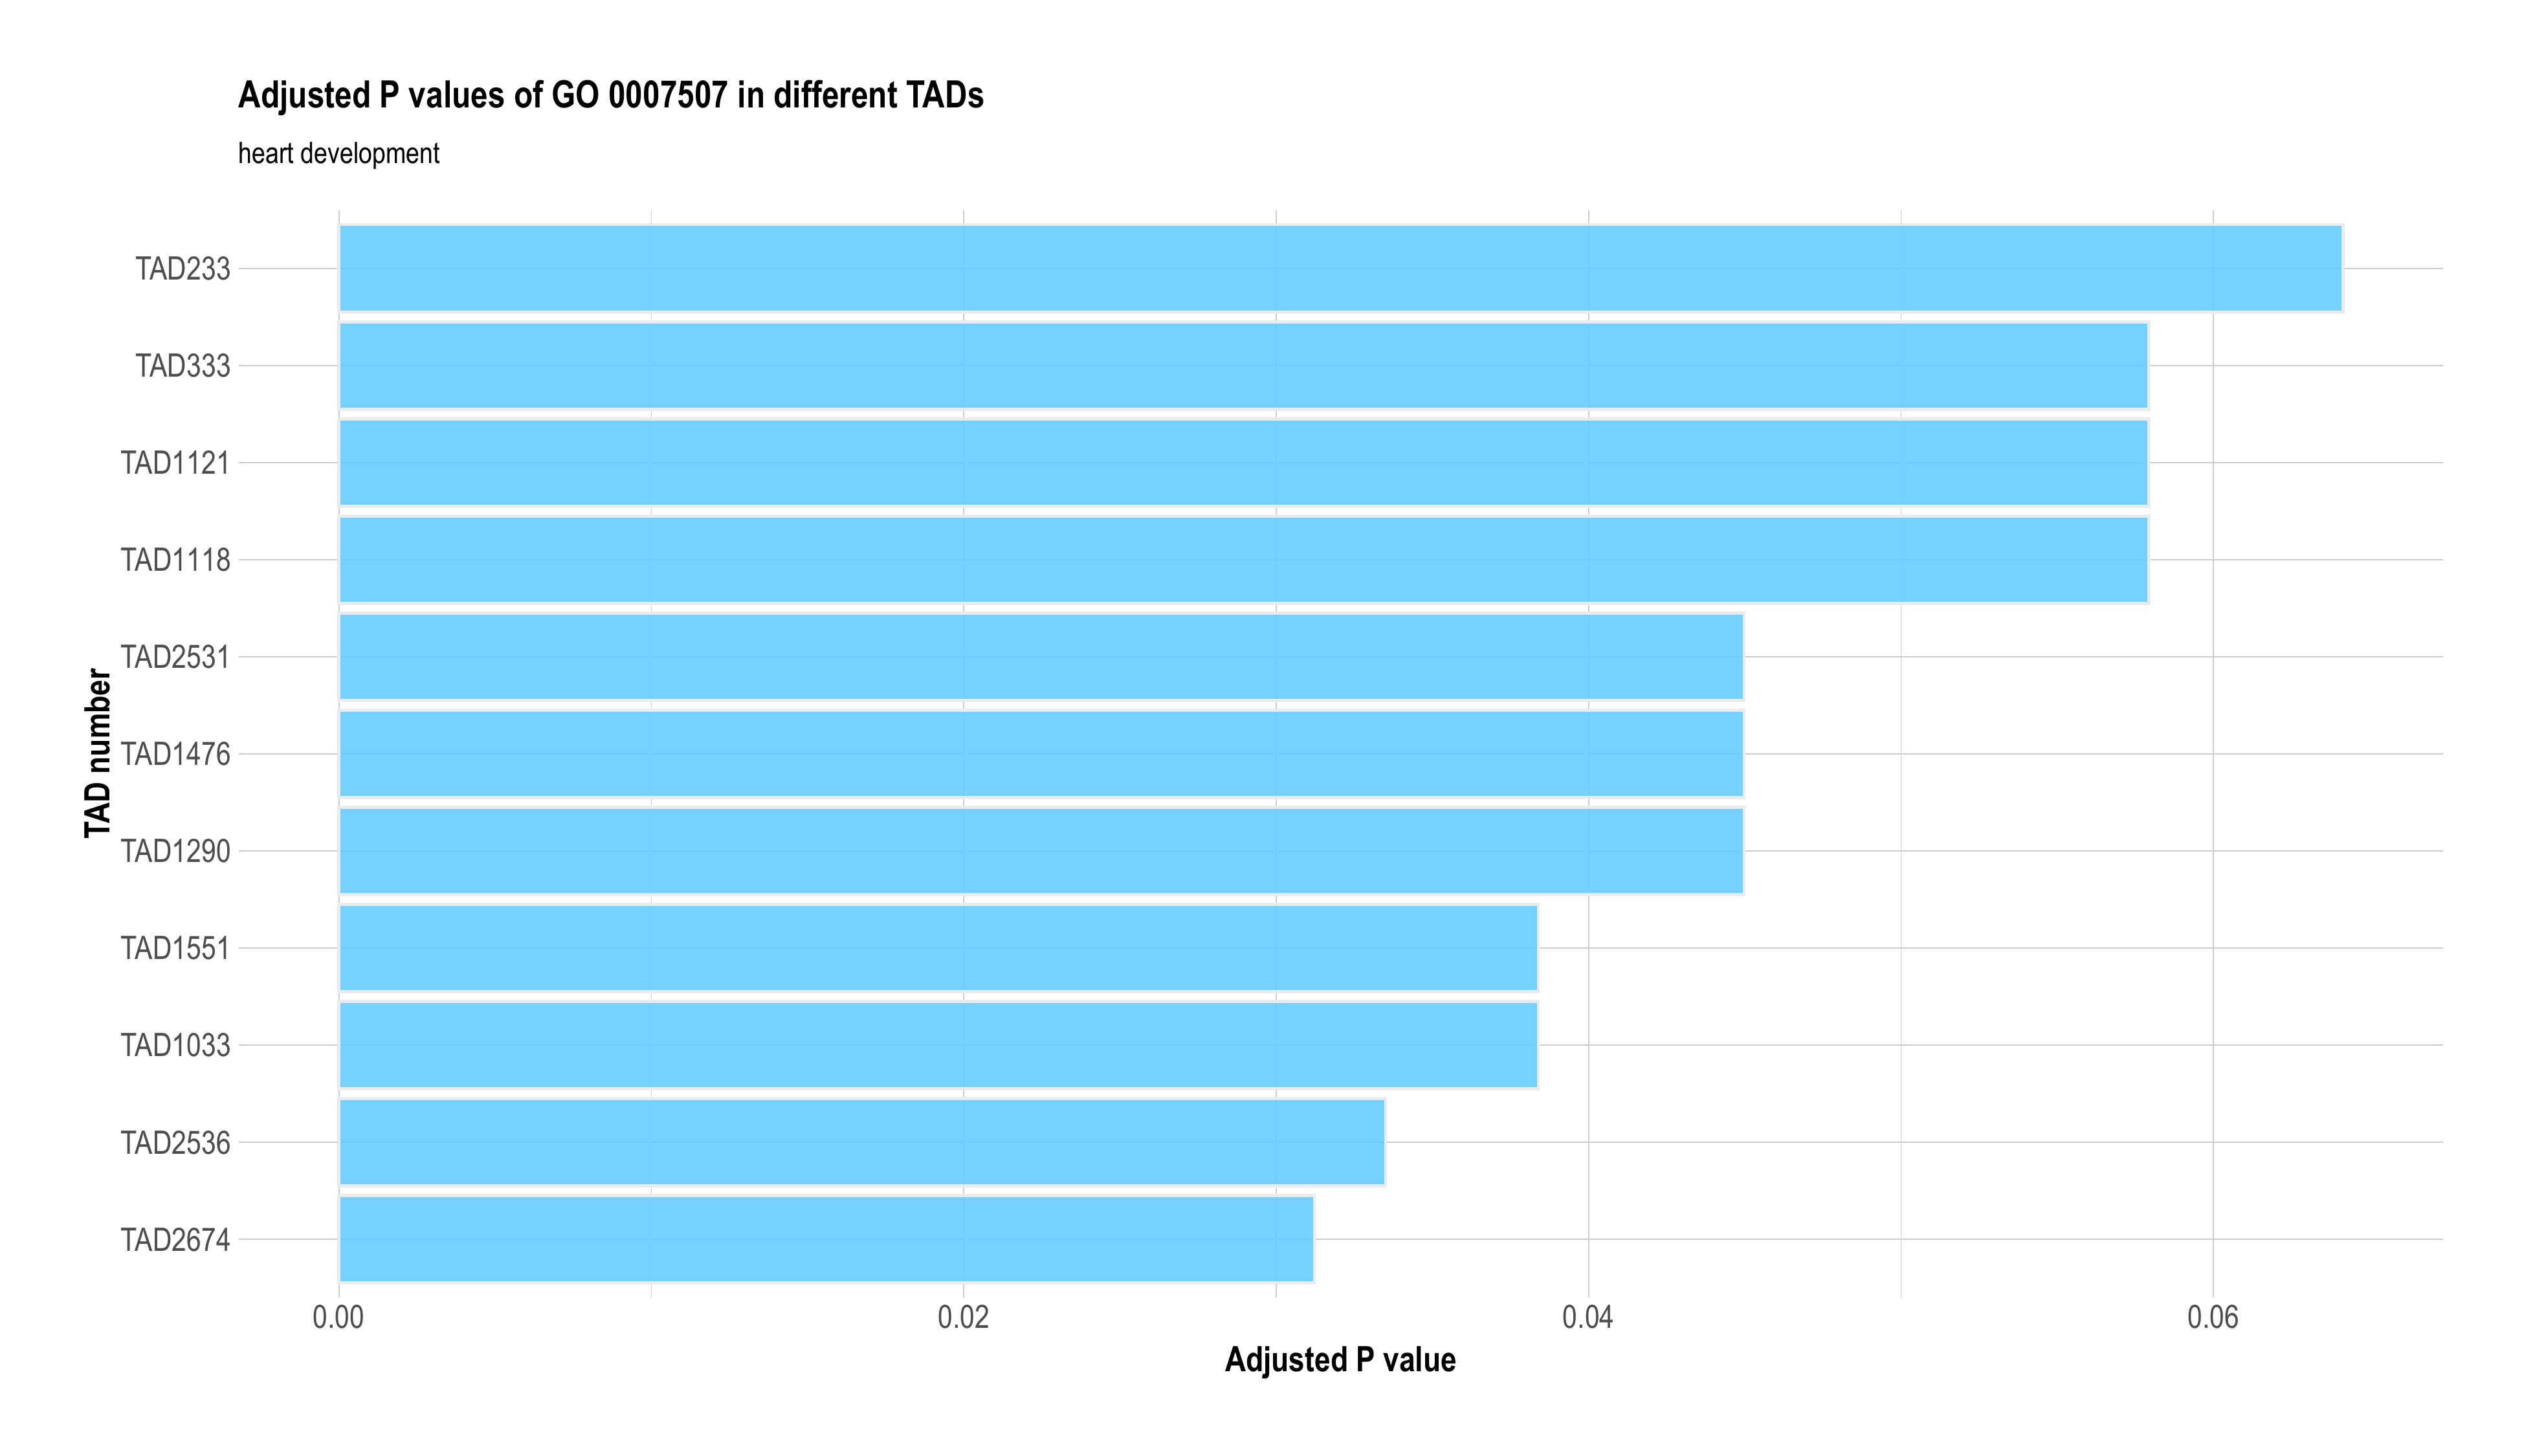 Adjusted P values of GO 0007507 in different TADs
heart development
TAD233
TAD333
TAD1121
TAD1118
TAD2531
TAD1476
TAD1290
TAD1551
TAD1033
TAD2536
TAD2674
TAD number
0.00 0.02 0.04 0.06
Adjusted P value